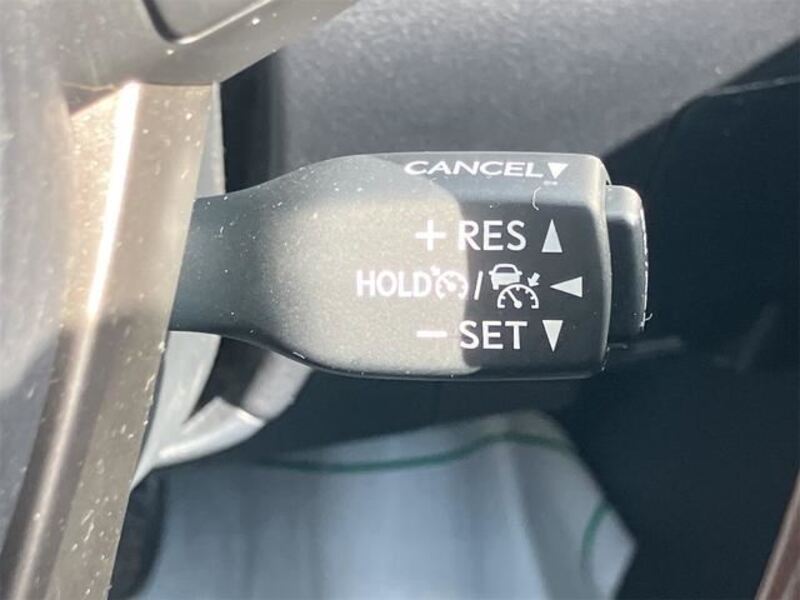 CANCEL▼
+ RES ▲
HOLD / ◀
− SET ▼